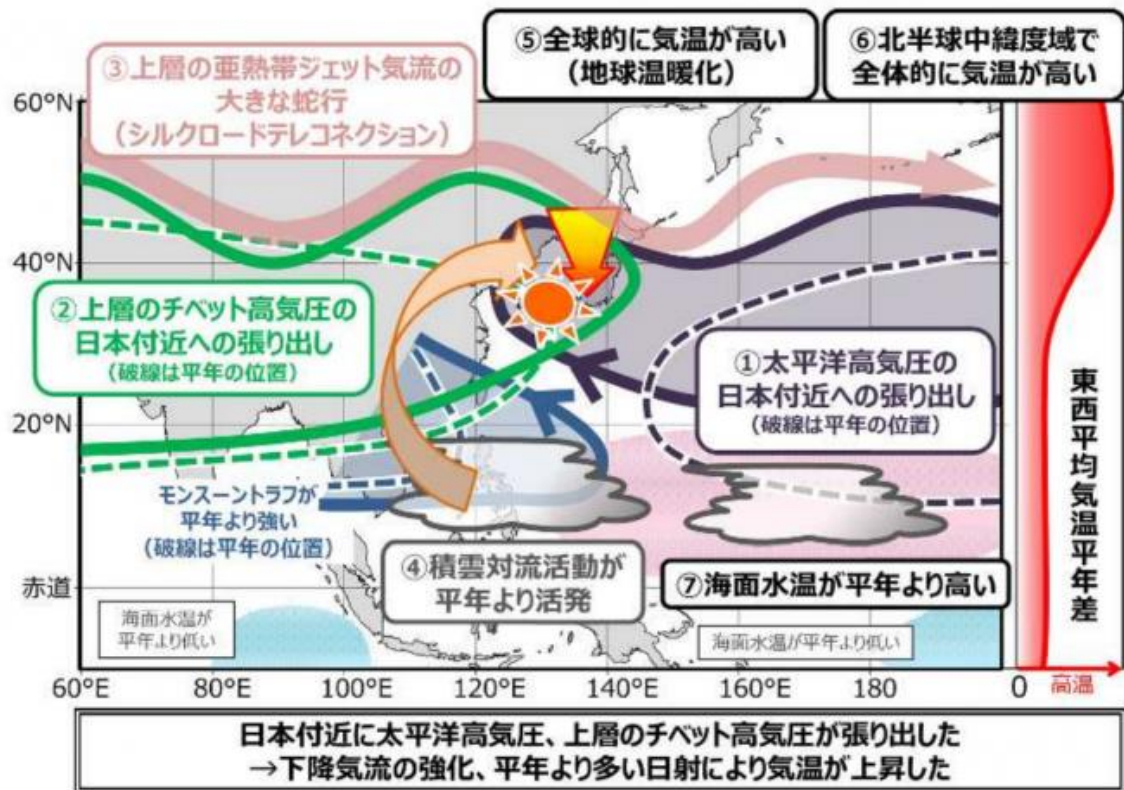 ⑤全球的に気温が高い
(地球温暖化)
⑥北半球中緯度域で
全体的に気温が高い
③上層の亜熱帯ジェット気流の
大きな蛇行
(シルクロードテレコネクション)
60°N
40°N
②上層のチベット高気圧の
日本付近への張り出し
(破線は平年の位置)
①太平洋高気圧の
日本付近への張り出し
(破線は平年の位置)
20°N
モンスーントラフが
平年より強い
(破線は平年の位置)
④積雲対流活動が
平年より活発
⑦海面水温が平年より高い
赤道
海面水温が
平年より低い
海面水温が平年より低い
東西平均気温平年差
60°E
80°E
100°E
120°E
140°E
160°E
180
0
高温
日本付近に太平洋高気圧、上層のチベット高気圧が張り出した
→下降気流の強化、平年より多い日射により気温が上昇した